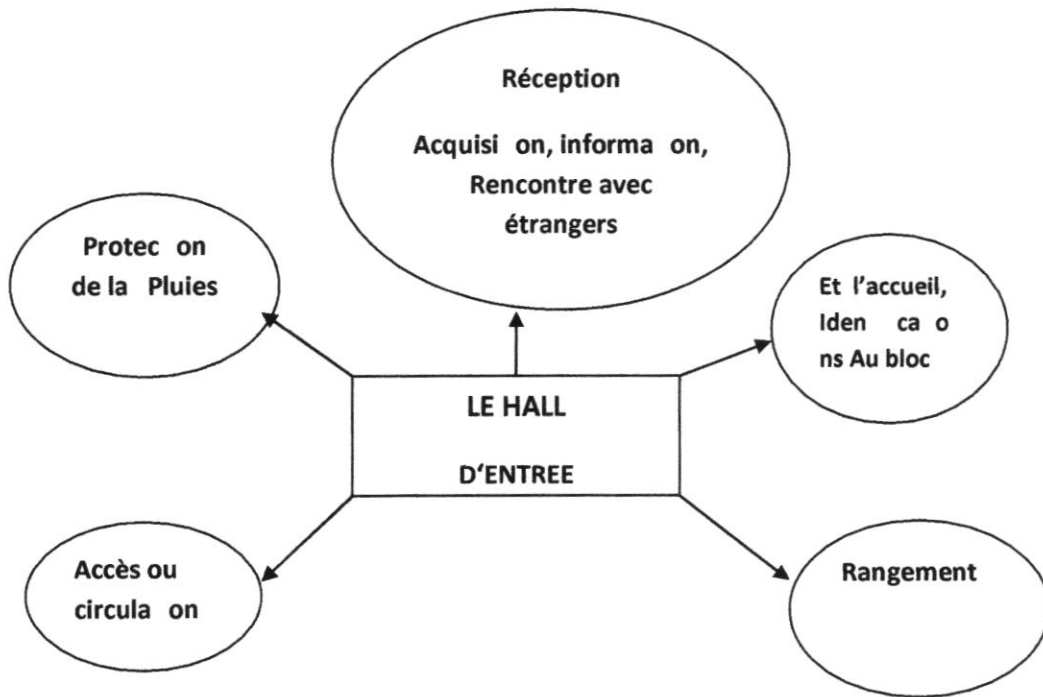 Réception
Acquisi on, informa on,
Rencontre avec
étrangers
Protec on
de la Pluies
Et l'accueil,
Iden ca o
ns Au bloc
LE HALL
D'ENTREE
Accès ou
circula on
Rangement